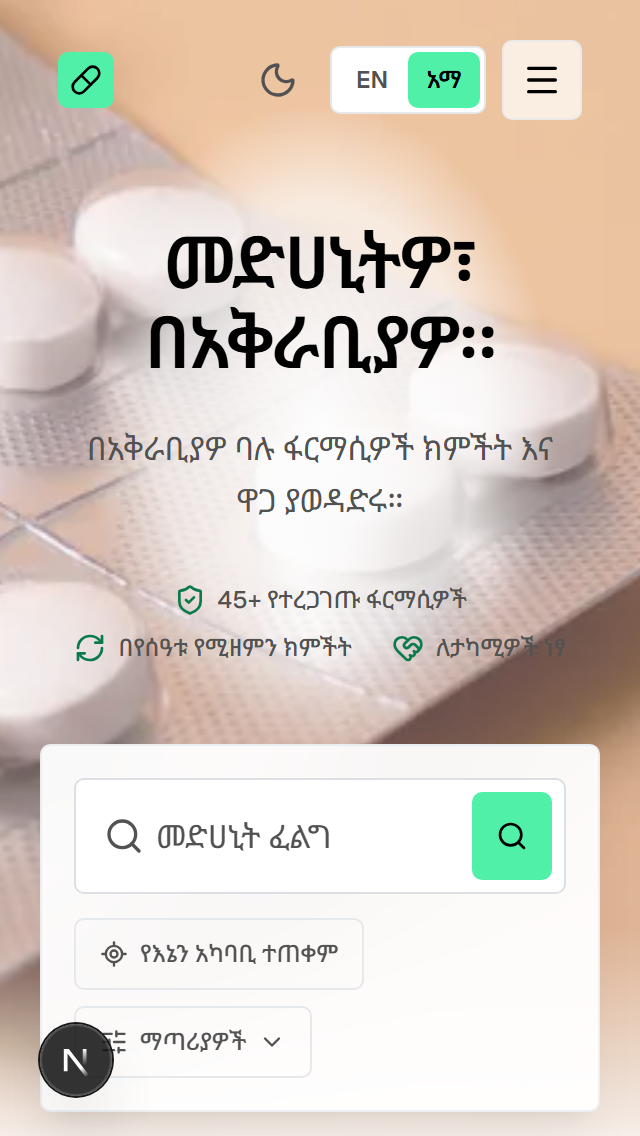 EN
አማ
መድሀኒትዎ፣
በአቅራቢያዎ።
በአቅራቢያዎ ባሉ ፋርማሲዎች ክምችት እና
ዋጋ ያወዳድሩ።
45+ የተረጋገጡ ፋርማሲዎች
በየሰዓቱ የሚዘምን ክምችት
ለታካሚዎች ነፃ
መድሀኒት ፈልግ
የእኔን አካባቢ ተጠቀም
ማጣሪያዎች
N